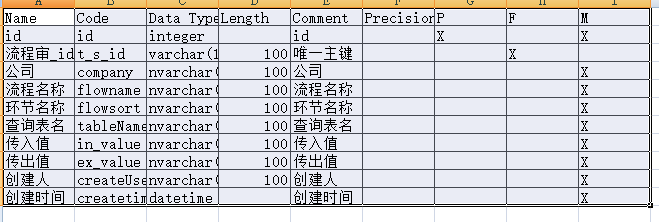 A B C D E F G H I
Name Code Data Type Length Comment Precision P F M
id id integer id X X
流程审_id t_s_id varchar(1 100 唯一主键 X
公司 company nvarchar( 100 公司 X
流程名称 flowname nvarchar( 100 流程名称 X
环节名称 flowsort nvarchar( 100 环节名称 X
查询表名 tableName nvarchar( 100 查询表名 X
传入值 in_value nvarchar( 100 传入值 X
传出值 ex_value nvarchar( 100 传出值 X
创建人 createUse nvarchar( 100 创建人 X
创建时间 createtim datetime 创建时间 X